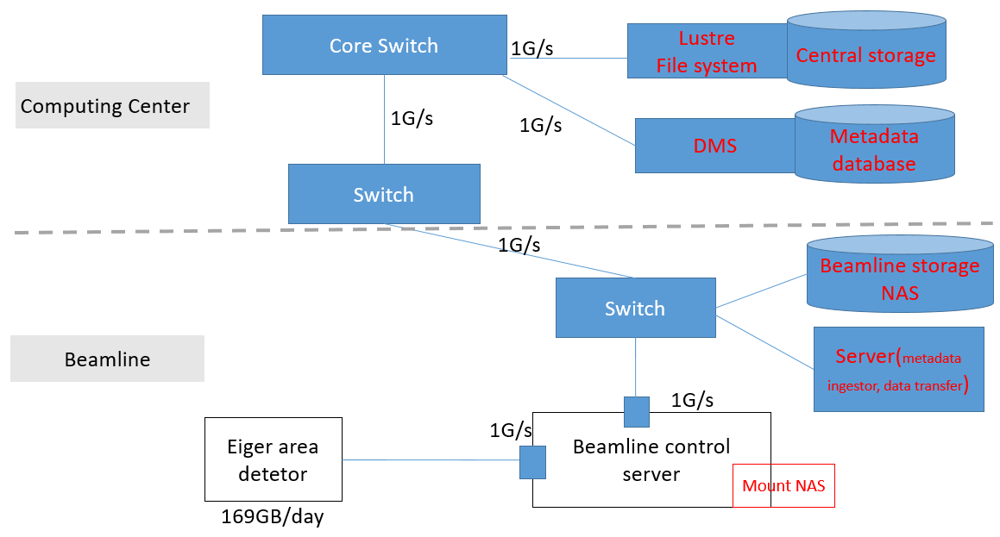 Core Switch
1G/s
Lustre
File system
Central storage
Computing Center
1G/s
1G/s
DMS
Metadata
database
Switch
1G/s
Beamline storage
NAS
Switch
Beamline
Server(metadata
ingestor, data transfer)
1G/s
1G/s
Eiger area
detetor
Beamline control
server
Mount NAS
169GB/day